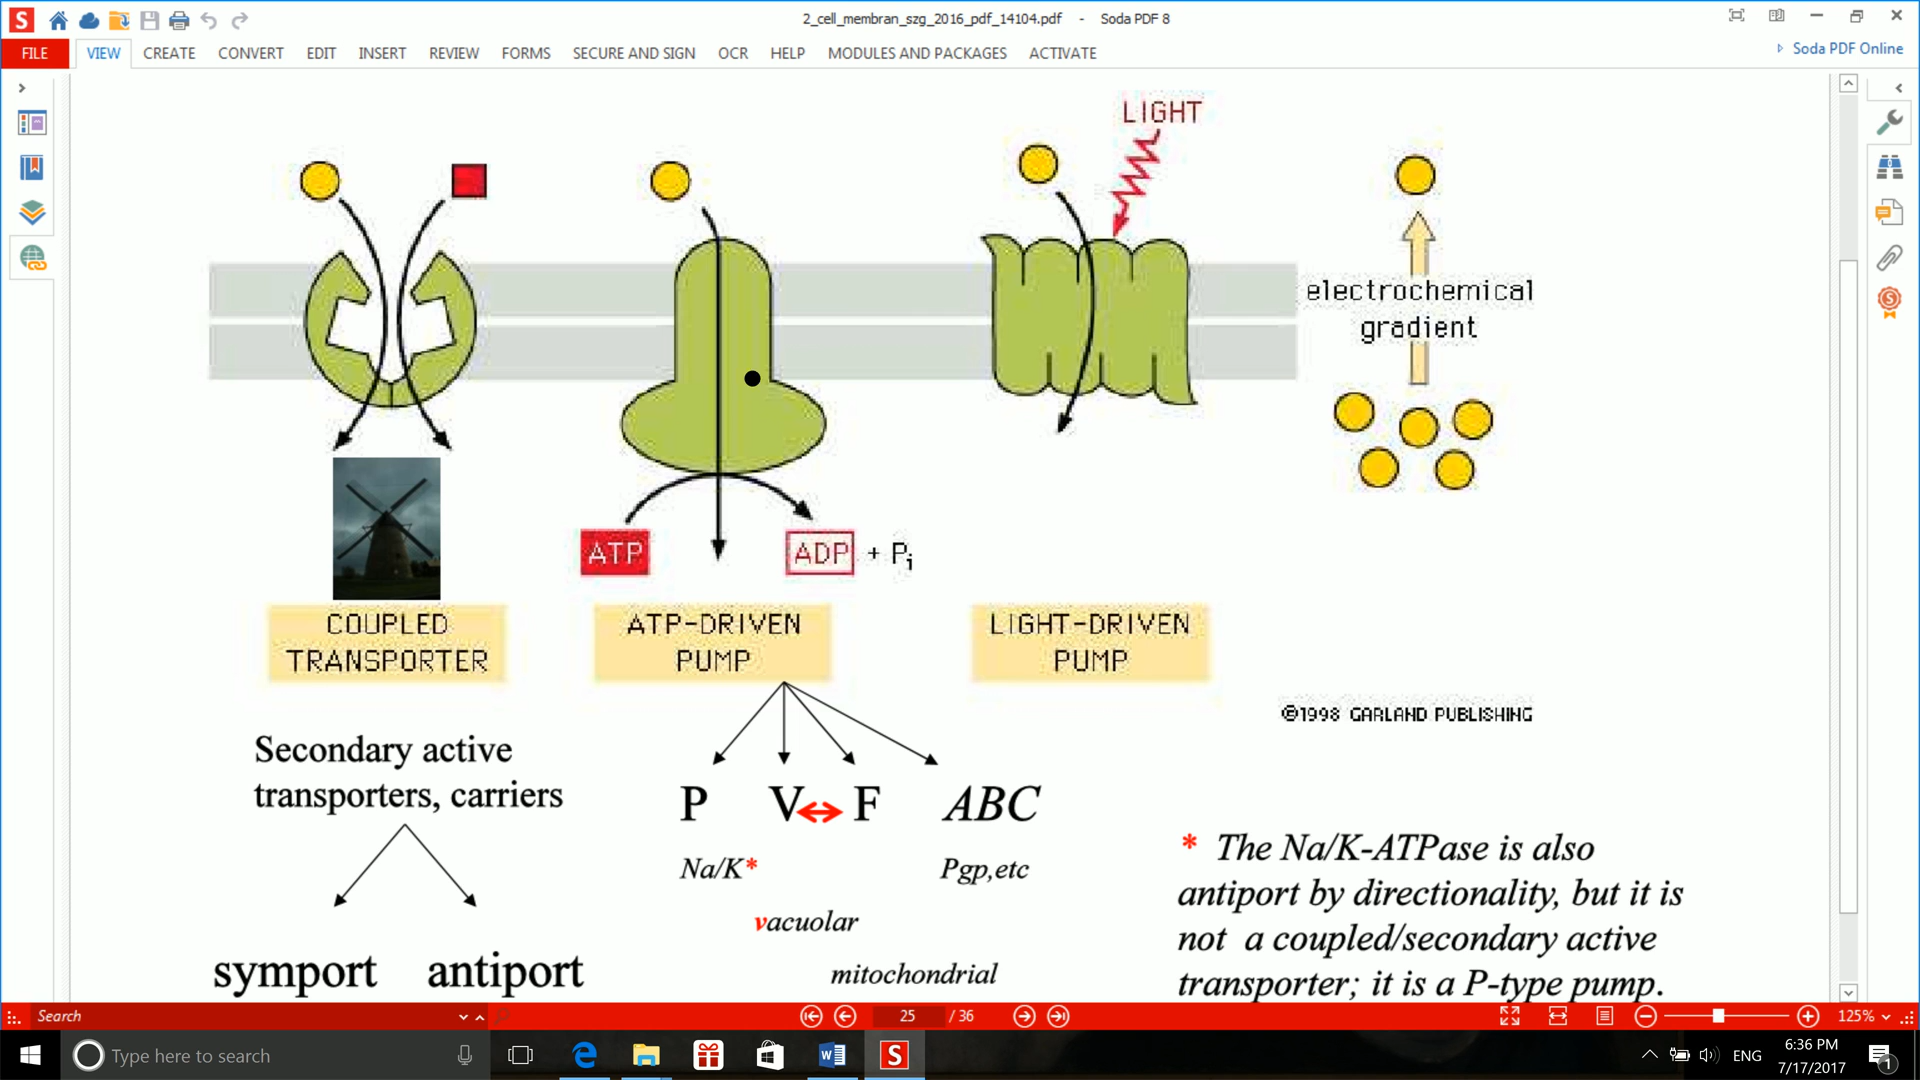 S
2_cell_membran_szg_2016_pdf_14104.pdf - Soda PDF 8
FILE VIEW CREATE CONVERT EDIT INSERT REVIEW FORMS SECURE AND SIGN OCR HELP MODULES AND PACKAGES ACTIVATE
Soda PDF Online
LIGHT
electrochemical
gradient
ATP
ADP + Pi
COUPLED
TRANSPORTER
ATP-DRIVEN
PUMP
LIGHT-DRIVEN
PUMP
©1998 GARLAND PUBLISHING
Secondary active
transporters, carriers
symport antiport
P V F ABC
Na/K*
Pgp,etc
vacuolar
mitochondrial
* The Na/K-ATPase is also
antiport by directionality, but it is
not a coupled/secondary active
transporter; it is a P-type pump.
Search
25 / 36
125%
Type here to search
S
ENG
6:36 PM
7/17/2017
1